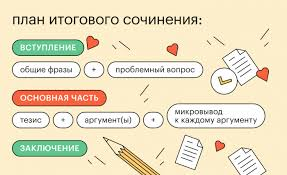 план итогового сочинения:
ВСТУПЛЕНИЕ
общие фразы + проблемный вопрос
ОСНОВНАЯ ЧАСТЬ
тезис + аргумент(ы) + микровывод
к каждому аргументу
ЗАКЛЮЧЕНИЕ